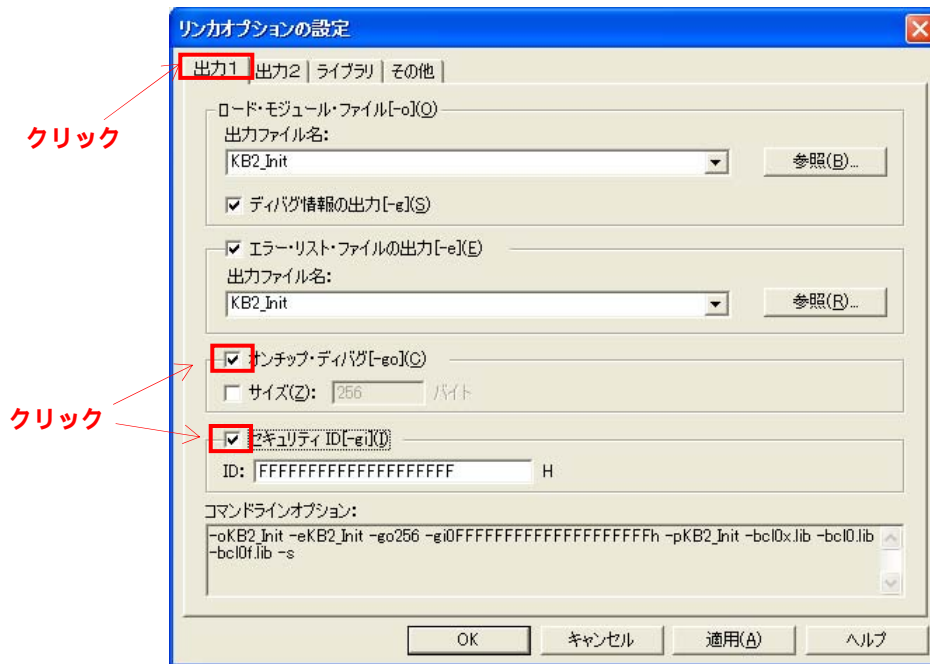 リンカオプションの設定
出力1 出力2 ライブラリ その他
クリック
ロード・モジュール・ファイル[-o](O)
出力ファイル名:
KB2_Init
参照(B)...
ディバグ情報の出力[-g](S)
エラー・リスト・ファイルの出力[-e](E)
出力ファイル名:
KB2_Init
参照(R)...
オンチップ・ディバグ[-go](C)
サイズ(Z): 256 バイト
クリック
セキュリティ ID[-gi](I)
ID: FFFFFFFFFFFFFFFFFFFF H
コマンドラインオプション:
-oKB2_Init -eKB2_Init -go256 -gi0FFFFFFFFFFFFFFFFFFFFh -pKB2_Init -bcl0x.lib -bcl0.lib
-bcl0f.lib -s
OK キャンセル 適用(A) ヘルプ